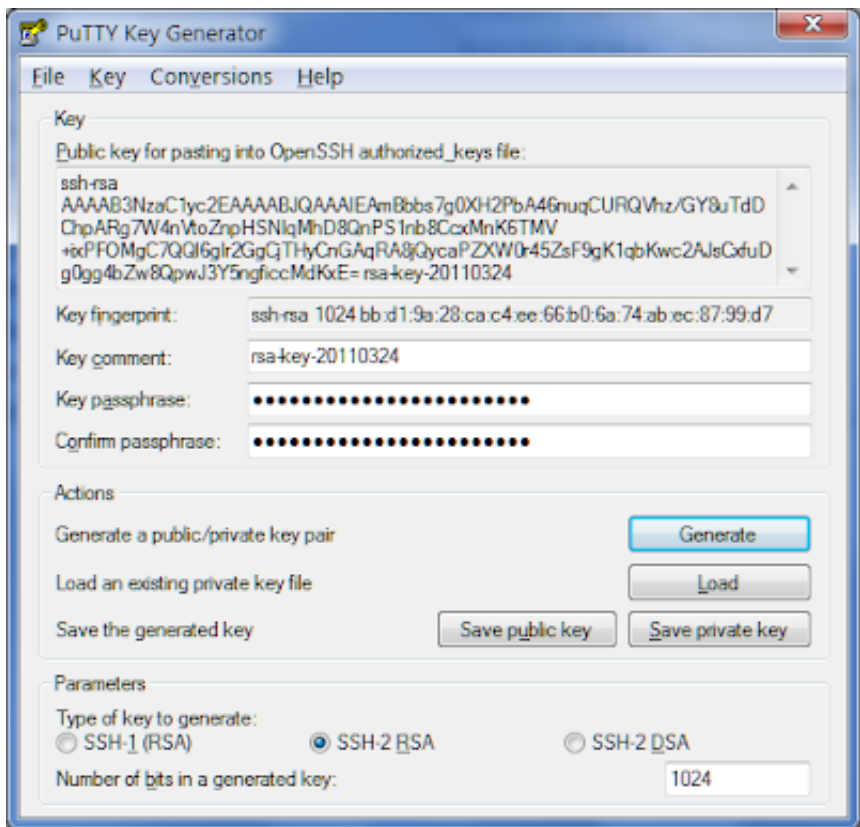 PuTTY Key Generator
File Key Conversions Help
Key
Public key for pasting into OpenSSH authorized_keys file:
ssh-rsa
AAAAB3NzaC1yc2EAAAABJQAAAIEAmBbbs7g0XH2PbA46nuqCURQVhz/GY8uTdD
ChpARg7W4nVtoZnpHSNlqMhD8QnPS1nb8CcxMnK6TMV
+ixPFOMgC7QQI6glr2GgCjTHyCnGAqRA8jQycaPZXW0r45ZsF9gK1qbKwc2AJsCxfuD
g0gg4bZw8QpwJ3Y5ngficcMdKxE= rsa-key-20110324
Key fingerprint: ssh-rsa 1024 bb:d1:9a:28:ca:c4:ee:66:b0:6a:74:ab:ec:87:99:d7
Key comment: rsa-key-20110324
Key passphrase:
Confirm passphrase:
Actions
Generate a public/private key pair Generate
Load an existing private key file Load
Save the generated key Save public key Save private key
Parameters
Type of key to generate:
SSH-1 (RSA) SSH-2 RSA SSH-2 DSA
Number of bits in a generated key: 1024